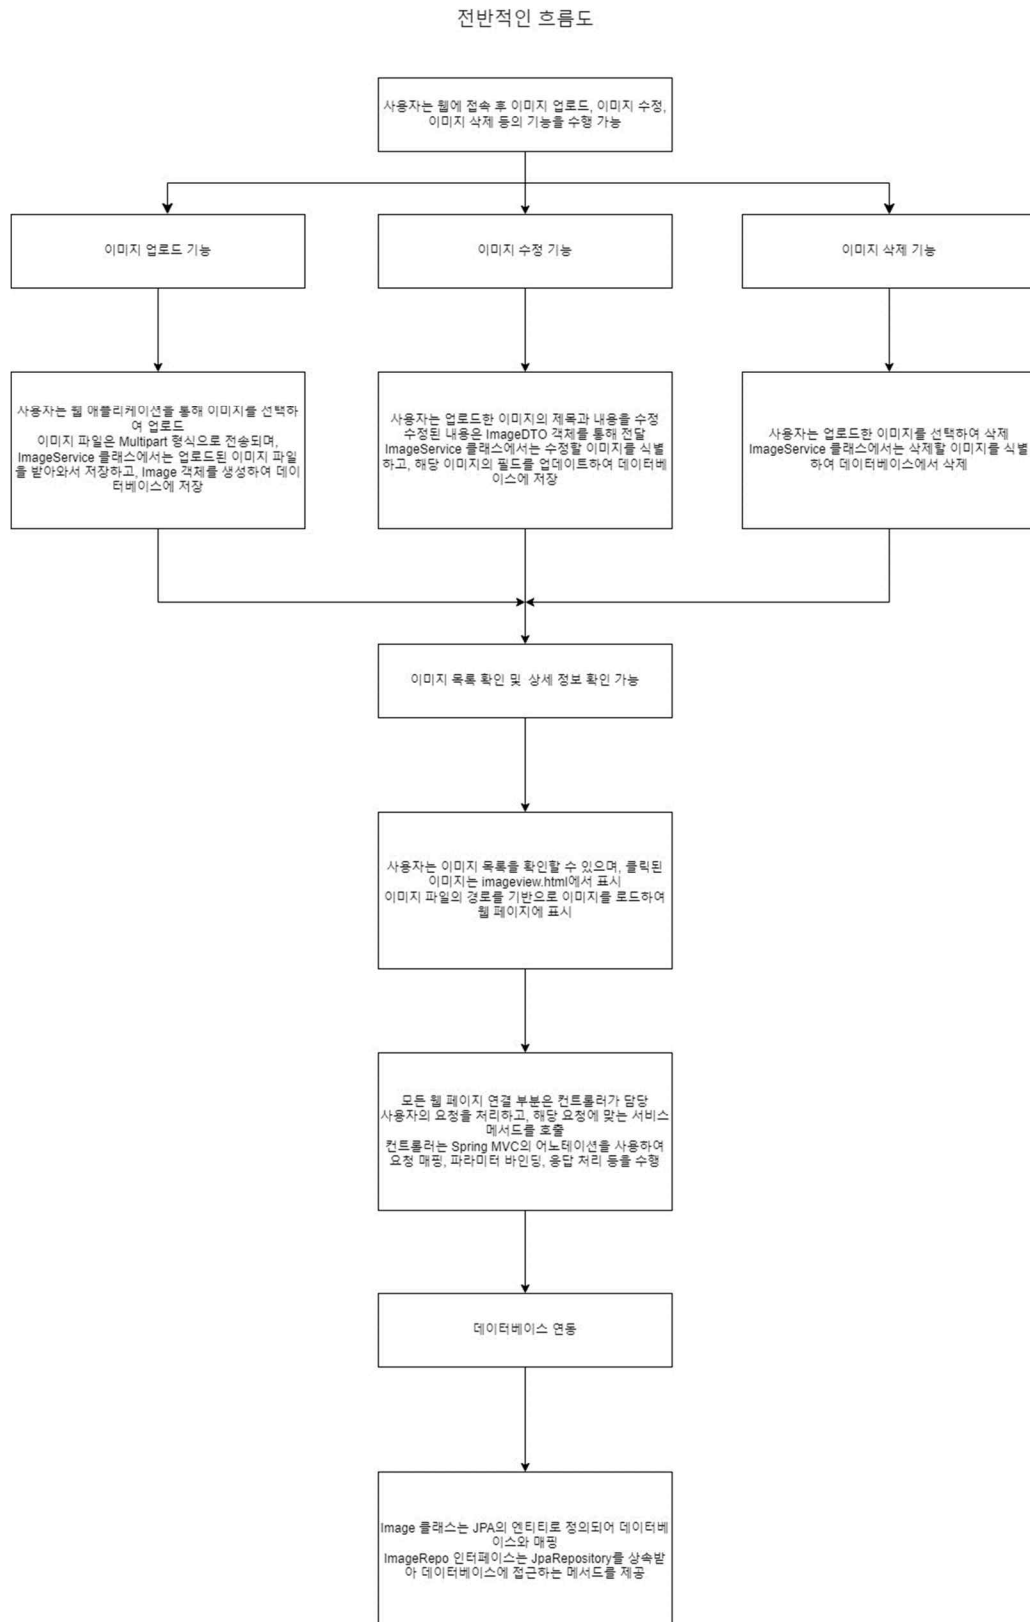 전반적인 흐름도
사용자는 웹에 접속 후 이미지 업로드, 이미지 수정,
이미지 삭제 등의 기능을 수행 가능
이미지 업로드 기능
이미지 수정 기능
이미지 삭제 기능
사용자는 웹 애플리케이션을 통해 이미지를 선택하
여 업로드
이미지 파일은 Multipart 형식으로 전송되며,
ImageService 클래스에서는 업로드된 이미지 파일
을 받아와서 저장하고, Image 객체를 생성하여 데이
터베이스에 저장
사용자는 업로드한 이미지의 제목과 내용을 수정
수정된 내용은 ImageDTO 객체를 통해 전달
ImageService 클래스에서는 수정할 이미지를 식별
하고, 해당 이미지의 필드를 업데이트하여 데이터베
이스에 저장
사용자는 업로드한 이미지를 선택하여 삭제
ImageService 클래스에서는 삭제할 이미지를 식별
하여 데이터베이스에서 삭제
이미지 목록 확인 및 상세 정보 확인 가능
사용자는 이미지 목록을 확인할 수 있으며, 클릭된
이미지는 imageview.html에서 표시
이미지 파일의 경로를 기반으로 이미지를 로드하여
웹 페이지에 표시
모든 웹 페이지 연결 부분은 컨트롤러가 담당
사용자의 요청을 처리하고, 해당 요청에 맞는 서비스
메서드를 호출
컨트롤러는 Spring MVC의 어노테이션을 사용하여
요청 매핑, 파라미터 바인딩, 응답 처리 등을 수행
데이터베이스 연동
Image 클래스는 JPA의 엔티티로 정의되어 데이터베
이스와 매핑
ImageRepo 인터페이스는 JpaRepository를 상속받
아 데이터베이스에 접근하는 메서드를 제공